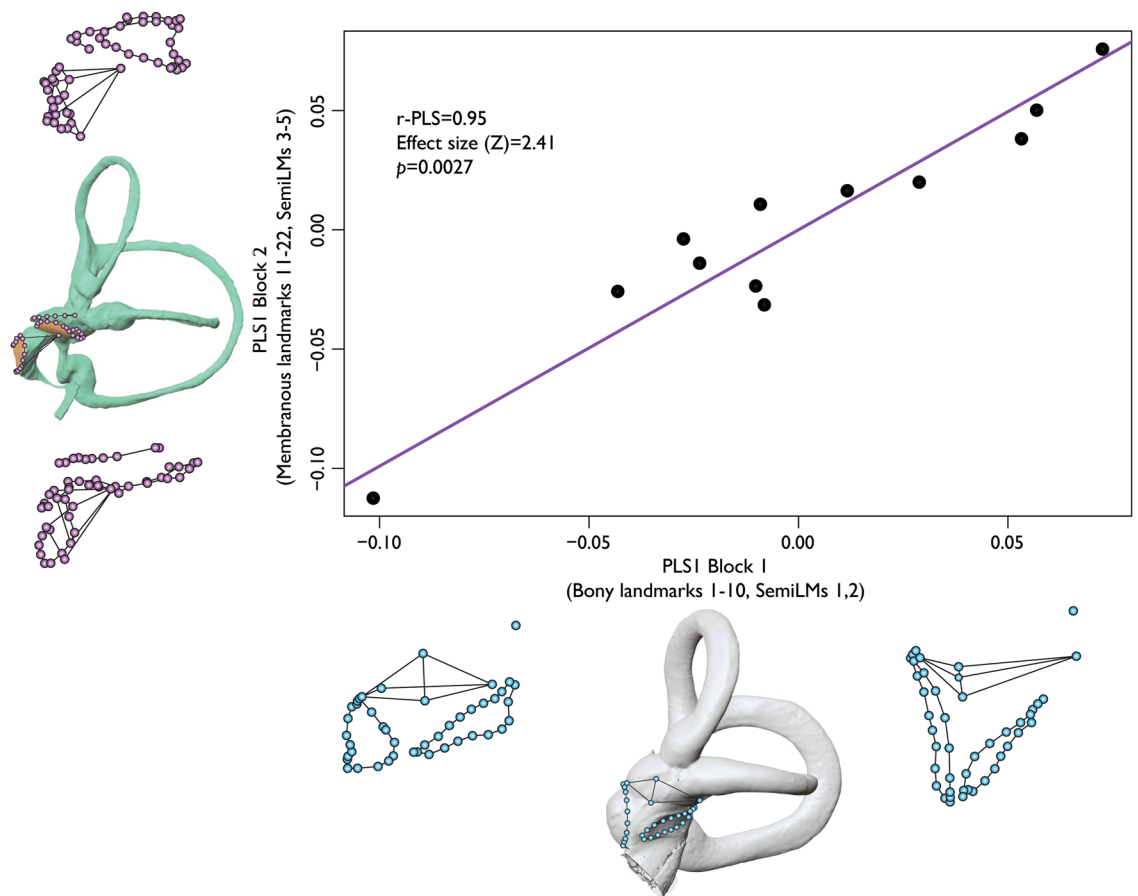 r-PLS=0.95
Effect size (Z)=2.41
p=0.0027
PLS1 Block 2
(Membranous landmarks 11-22, SemiLMs 3-5)
0.05
0.00
−0.05
−0.10
−0.10
−0.05
0.00
0.05
PLS1 Block 1
(Bony landmarks 1-10, SemiLMs 1,2)